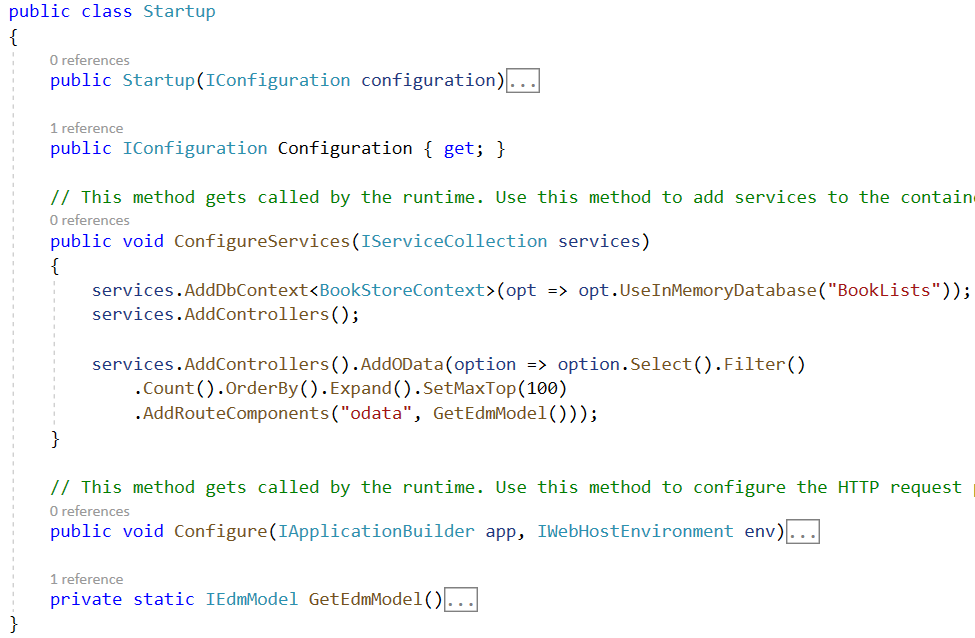 public class Startup
{
0 references
public Startup(IConfiguration configuration)...
1 reference
public IConfiguration Configuration { get; }
// This method gets called by the runtime. Use this method to add services to the
0 references
public void ConfigureServices(IServiceCollection services)
{
services.AddDbContext<BookStoreContext>(opt => opt.UseInMemoryDatabase("BookLists"));
services.AddControllers();
services.AddControllers().AddOData(option => option.Select().Filter()
.Count().OrderBy().Expand().SetMaxTop(100)
.AddRouteComponents("odata", GetEdmModel()));
}
// This method gets called by the runtime. Use this method to configure the HTTP request
0 references
public void Configure(IApplicationBuilder app, IWebHostEnvironment env)...
1 reference
private static IEdmModel GetEdmModel()...
}